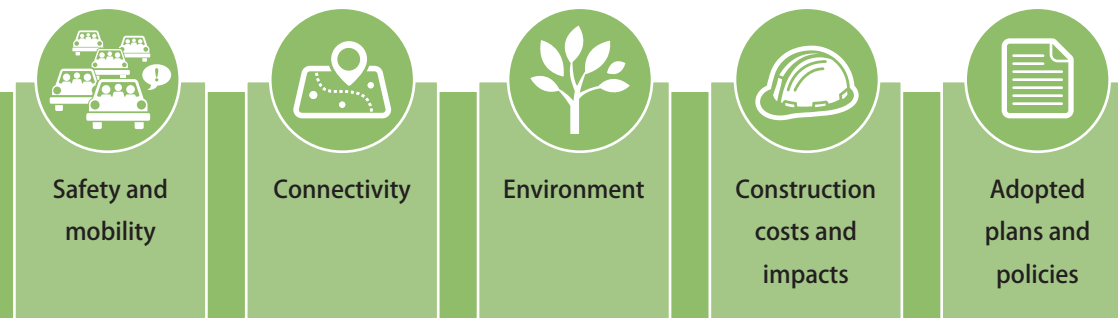 Safety and
mobility
Connectivity
Environment
Construction
costs and
impacts
Adopted
plans and
policies